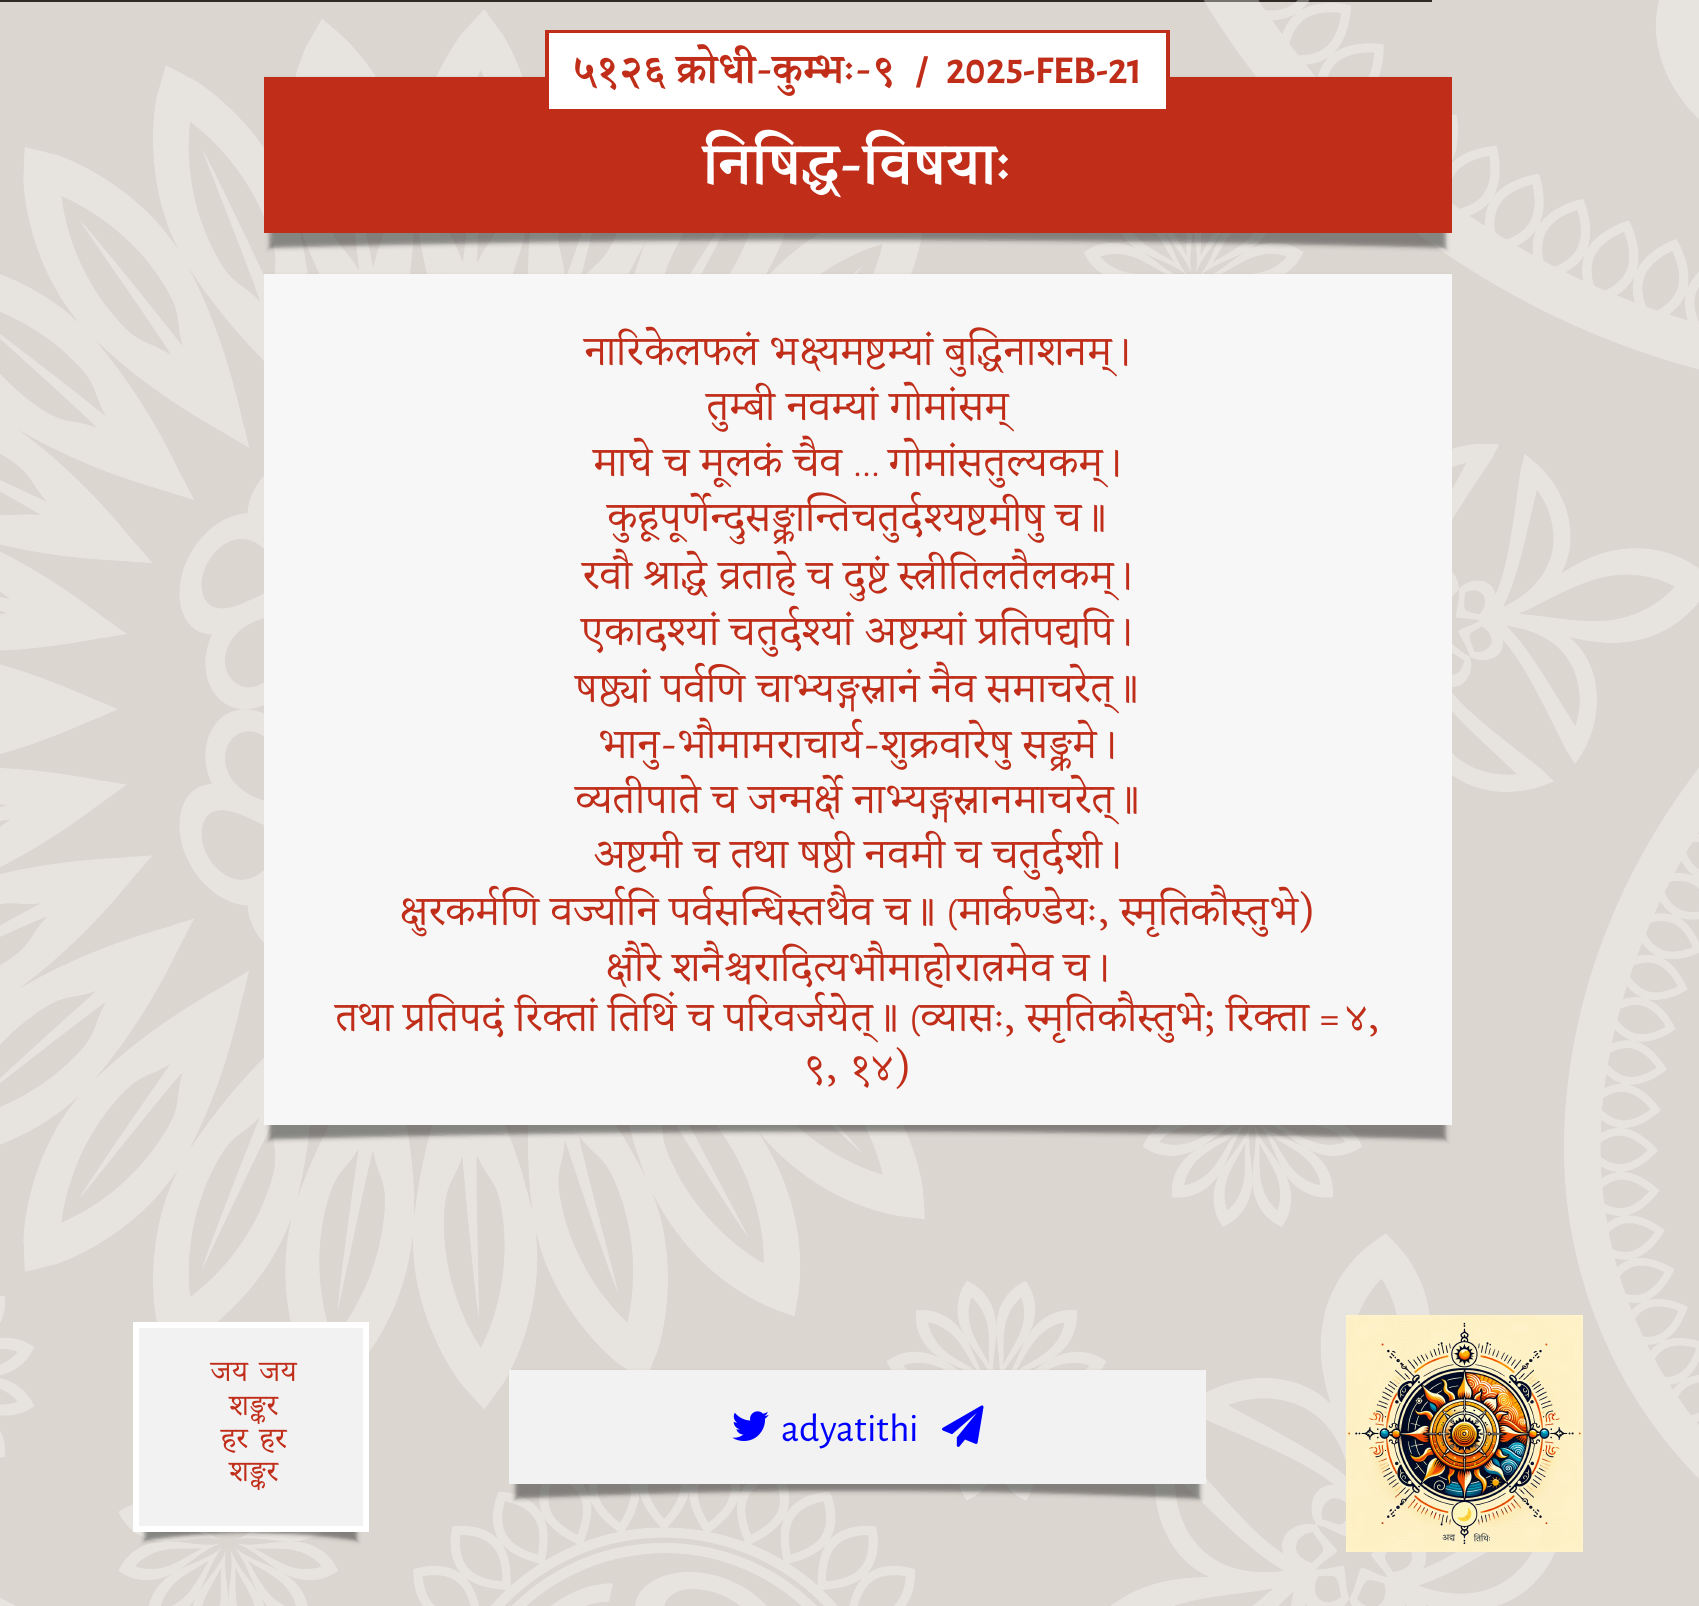 ५१२६ क्रोधी-कुम्भः-९ / 2025-FEB-21
निषिद्ध-विषयाः
नारिकेलफलं भक्ष्यमष्टम्यां बुद्धिनाशनम्।
तुम्बी नवम्यां गोमांसम्
माघे च मूलकं चैव … गोमांसतुल्यकम्।
कुहूपूर्णेन्दुसङ्क्रान्तिचतुर्दश्यष्टमीषु च॥
रवौ श्राद्धे व्रताहे च दुष्टं स्त्रीतिलतैलकम्।
एकादश्यां चतुर्दश्यां अष्टम्यां प्रतिपद्यपि।
षष्ठ्यां पर्वणि चाभ्यङ्गस्नानं नैव समाचरेत्॥
भानु-भौमामराचार्य-शुक्रवारेषु सङ्क्रमे।
व्यतीपाते च जन्मर्क्षे नाभ्यङ्गस्नानमाचरेत्॥
अष्टमी च तथा षष्ठी नवमी च चतुर्दशी।
क्षुरकर्मणि वर्ज्यानि पर्वसन्धिस्तथैव च॥ (मार्कण्डेयः, स्मृतिकौस्तुभे)
क्षौरे शनैश्चरादित्यभौमाहोरात्रमेव च।
तथा प्रतिपदं रिक्तां तिथिं च परिवर्जयेत्॥ (व्यासः, स्मृतिकौस्तुभे; रिक्ता = ४,
९, १४)
जय जय
शङ्कर
हर हर
शङ्कर
adyatithi
अद्य तिथिः